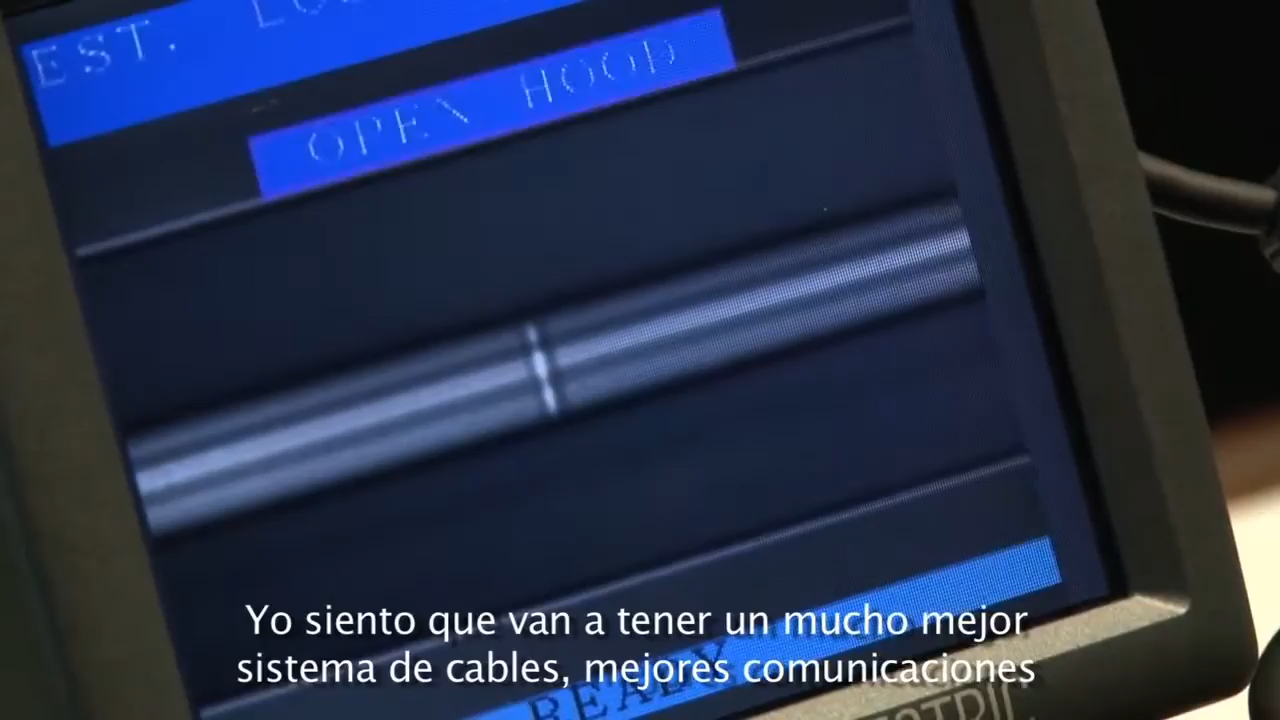 EST.
OPEN HOOD
Yo siento que van a tener un mucho mejor
sistema de cables, mejores comunicaciones